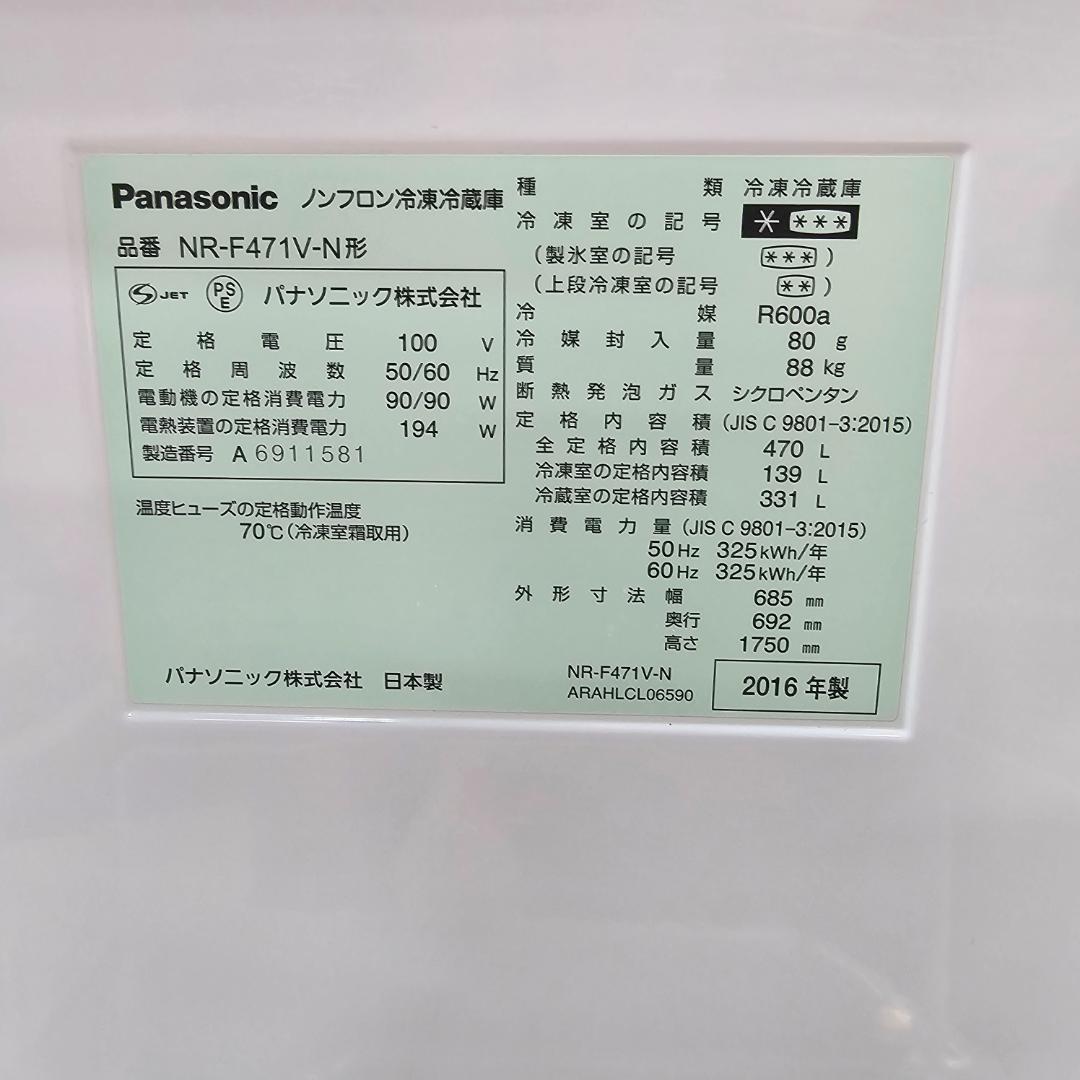 Panasonic ノンフロン冷凍冷蔵庫
品番 NR-F471V-N形
S JET PSE パナソニック株式会社
定格電圧 100 V
定格周波数 50/60 Hz
電動機の定格消費電力 90/90 W
電熱装置の定格消費電力 194 W
製造番号 A 6911581
温度ヒューズの定格動作温度
70℃(冷凍室霜取用)
パナソニック株式会社 日本製
種類 冷凍冷蔵庫
冷凍室の記号 * ***
(製氷室の記号 ***)
(上段冷凍室の記号 **)
冷媒 R600a
冷媒封入量 80 g
質量 88 kg
断熱発泡ガス シクロペンタン
定格内容積 (JIS C 9801-3:2015)
全定格内容積 470 L
冷凍室の定格内容積 139 L
冷蔵室の定格内容積 331 L
消費電力量 (JIS C 9801-3:2015)
50Hz 325kWh/年
60Hz 325kWh/年
外形寸法 幅 685 mm
奥行 692 mm
高さ 1750 mm
NR-F471V-N
ARAHLCL06590
2016 年製